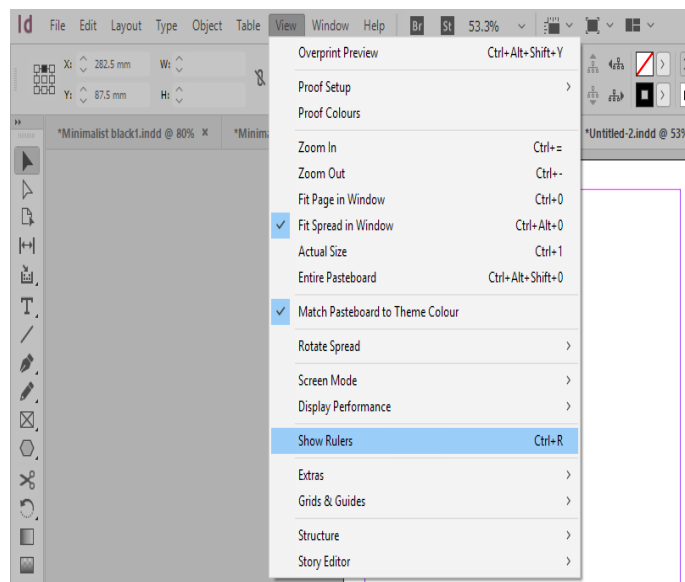 Id File Edit Layout Type Object Table View Window Help Br St 53.3%
X: 282.5 mm W:
Y: 87.5 mm H:
*Minimalist black1.indd @ 80% × *Minima
*Untitled-2.indd @ 53%
Overprint Preview Ctrl+Alt+Shift+Y
Proof Setup
Proof Colours
Zoom In Ctrl+=
Zoom Out Ctrl+-
Fit Page in Window Ctrl+0
Fit Spread in Window Ctrl+Alt+0
Actual Size Ctrl+1
Entire Pasteboard Ctrl+Alt+Shift+0
Match Pasteboard to Theme Colour
Rotate Spread
Screen Mode
Display Performance
Show Rulers Ctrl+R
Extras
Grids & Guides
Structure
Story Editor